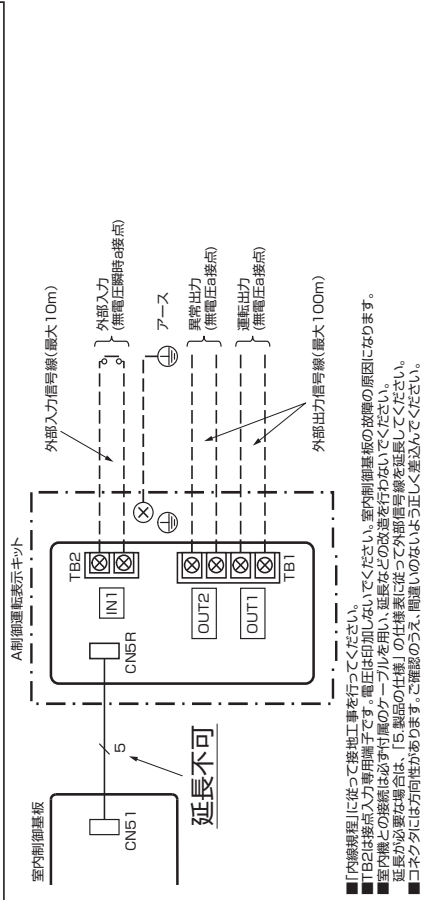 A制御運転表示キット
室内制御基板
CN51
5
延長不可
CN5R
TB2
IN1
OUT2
OUT1
TB1
外部入力信号線(最大10m)
外部入力
(無電圧瞬時a接点)
アース
異常出力
(無電圧a接点)
運転出力
(無電圧a接点)
外部出力信号線(最大100m)
■「内線規程」に従って接地工事を行ってください。
■TB2は接点入力専用端子です。電圧は印加しないでください。室内制御基板の故障の原因になります。
■室内機との接続は必ず付属のケーブルを用い、延長などの改造を行わないでください。
延長が必要な場合は、「5.製品の仕様」の仕様表に従って外部信号線を延長してください。
■コネクタには方向性があります。ご確認のうえ、間違いのないよう正しく差込んでください。